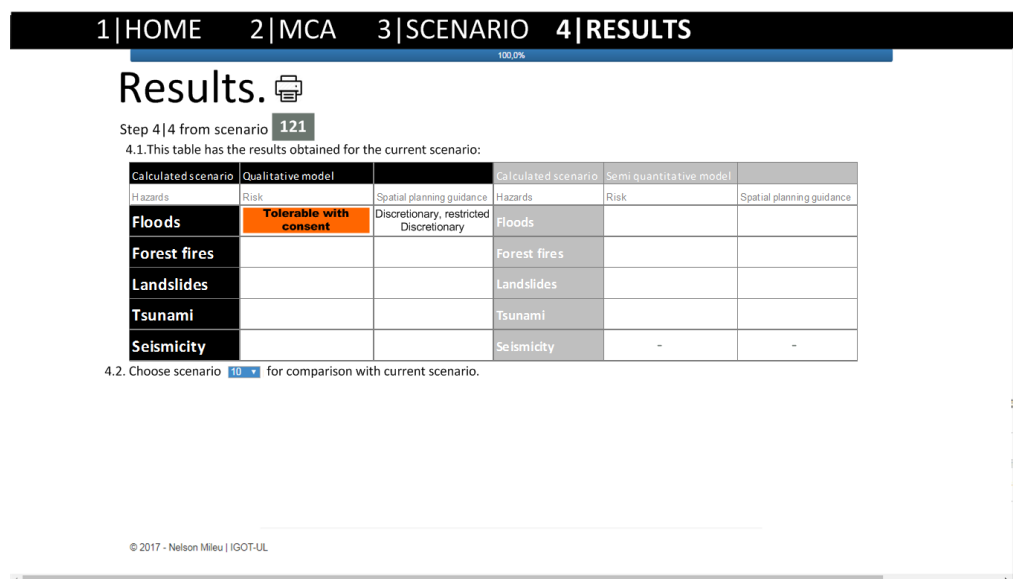 1|HOME 2|MCA 3|SCENARIO 4|RESULTS
100,0%
Results.
Step 4|4 from scenario 121
4.1.This table has the results obtained for the current scenario:
Calculated scenario Qualitative model Calculated scenario Semi quantitative model
Hazards Risk Spatial planning guidance Hazards Risk Spatial planning guidance
Floods Tolerable with consent Discretionary, restricted Discretionary Floods
Forest fires Forest fires
Landslides Landslides
Tsunami Tsunami
Seismicity Seismicity - -
4.2. Choose scenario 10 for comparison with current scenario.
© 2017 - Nelson Mileu | IGOT-UL